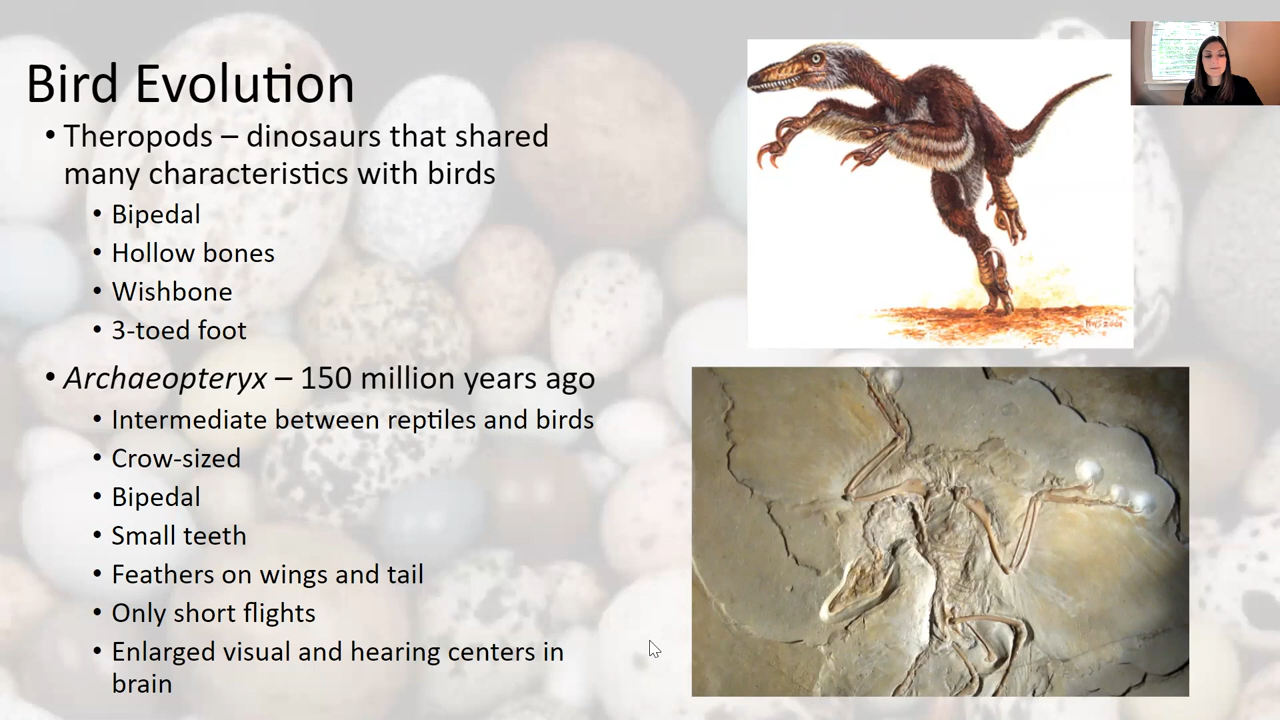 Bird Evolution
• Theropods – dinosaurs that shared
many characteristics with birds
• Bipedal
• Hollow bones
• Wishbone
• 3-toed foot
• Archaeopteryx – 150 million years ago
• Intermediate between reptiles and birds
• Crow-sized
• Bipedal
• Small teeth
• Feathers on wings and tail
• Only short flights
• Enlarged visual and hearing centers in
brain